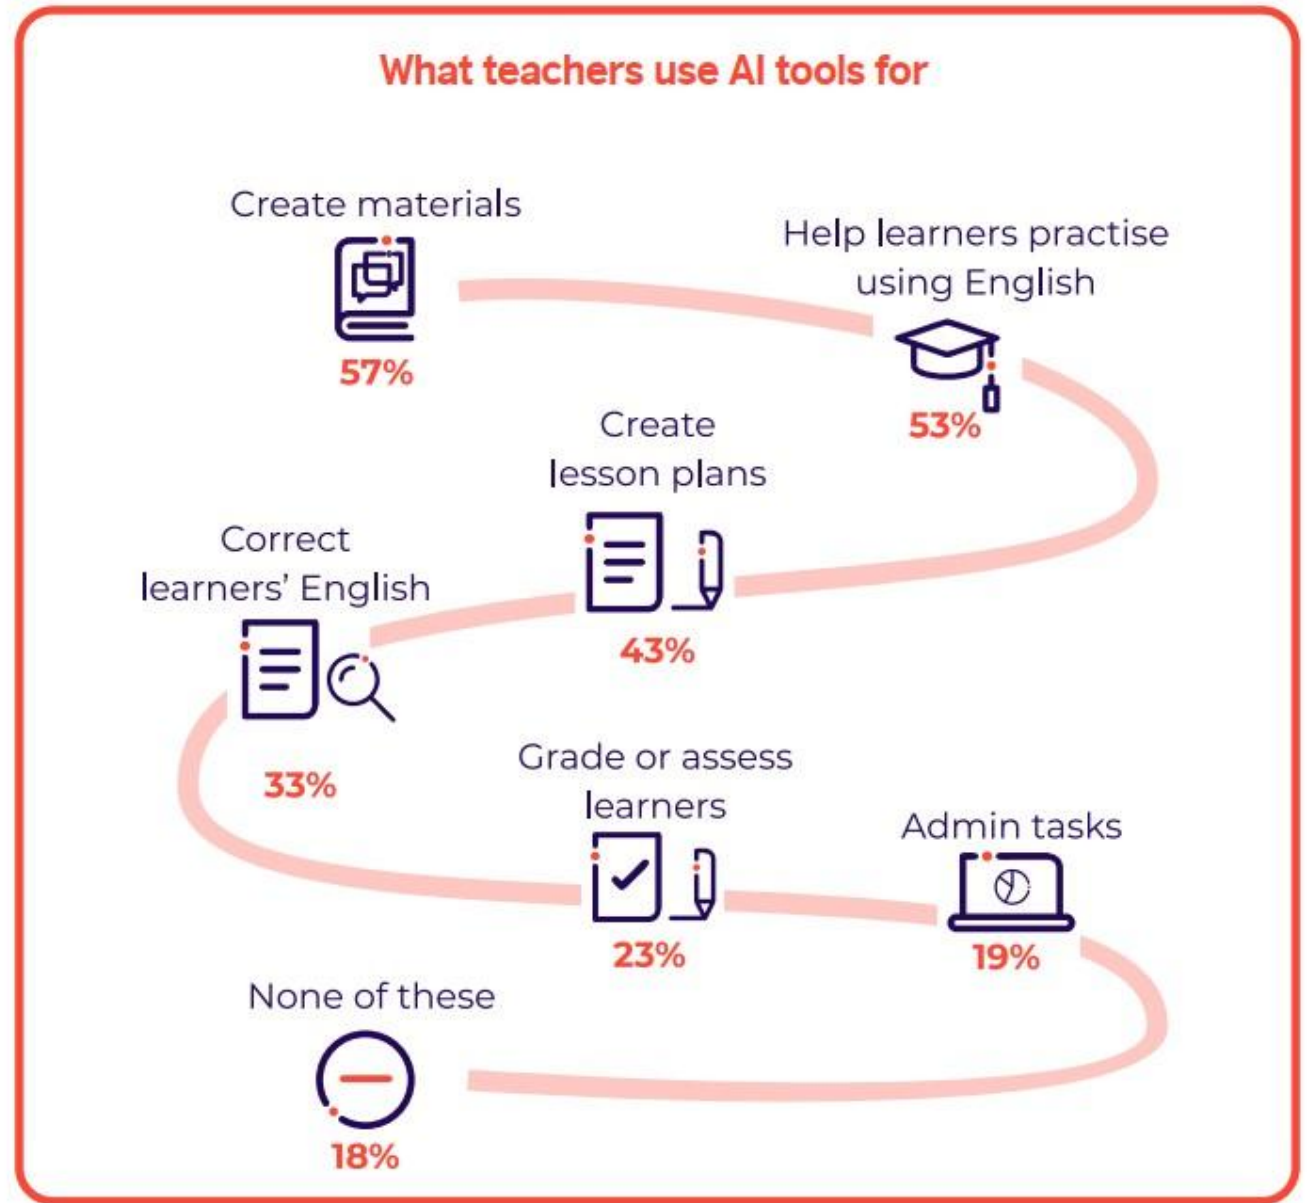 What teachers use AI tools for
Create materials
57%
Help learners practise
using English
53%
Create
lesson plans
43%
Correct
learners’ English
33%
Grade or assess
learners
23%
Admin tasks
19%
None of these
18%